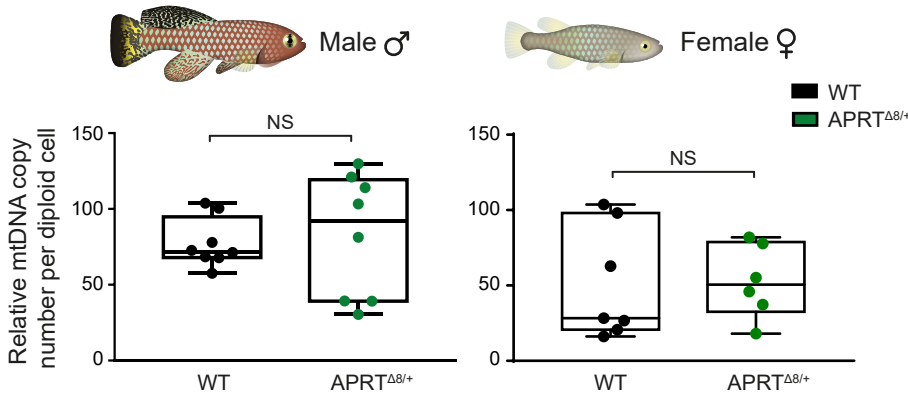 Male ♂
Female ♀
WT
APRTΔ8/+
Relative mtDNA copy
number per diploid cell
150
100
50
0
NS
WT
APRTΔ8/+
150
100
50
0
NS
WT
APRTΔ8/+